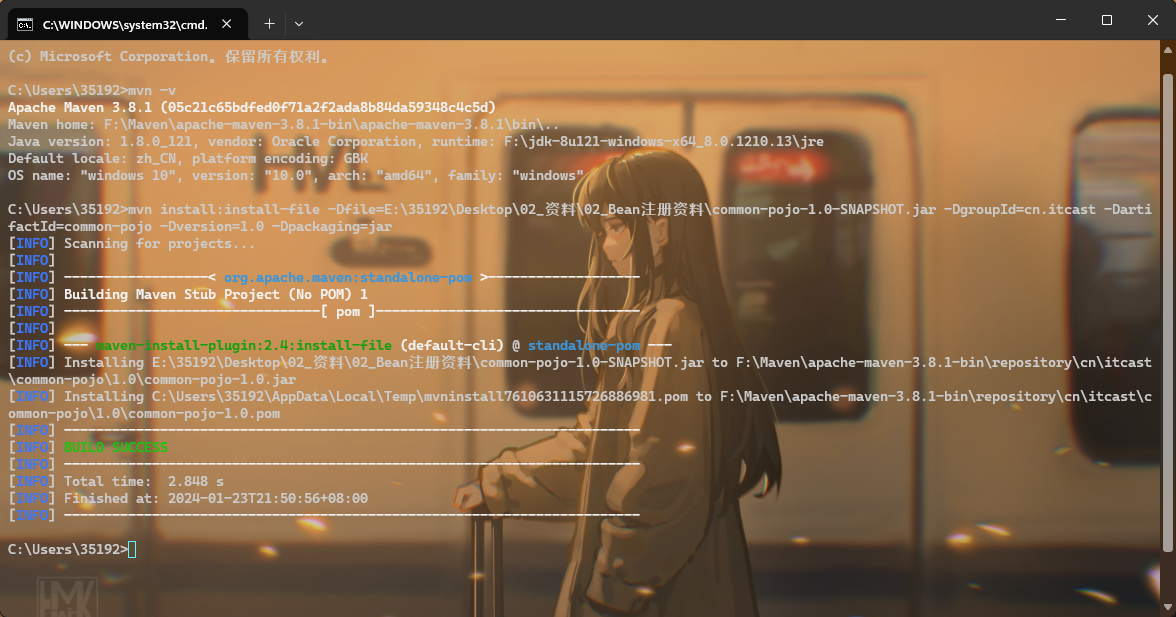 C:\WINDOWS\system32\cmd.
(c) Microsoft Corporation。保留所有权利。
C:\Users\35192>mvn -v
Apache Maven 3.8.1 (05c21c65bdfed0f71a2f2ada8b84da59348c4c5d)
Maven home: F:\Maven\apache-maven-3.8.1-bin\apache-maven-3.8.1\bin\..
Java version: 1.8.0_121, vendor: Oracle Corporation, runtime: F:\jdk-8u121-windows-x64_8.0.1210.13\jre
Default locale: zh_CN, platform encoding: GBK
OS name: "windows 10", version: "10.0", arch: "amd64", family: "windows"
C:\Users\35192>mvn install:install-file -Dfile=E:\35192\Desktop\02_资料\02_Bean注册资料\common-pojo-1.0-SNAPSHOT.jar -DgroupId=cn.itcast -Darti
factId=common-pojo -Dversion=1.0 -Dpackaging=jar
[INFO] Scanning for projects...
[INFO]
[INFO] ------------------< org.apache.maven:standalone-pom >-------------------
[INFO] Building Maven Stub Project (No POM) 1
[INFO] --------------------------------[ pom ]---------------------------------
[INFO]
[INFO] --- maven-install-plugin:2.4:install-file (default-cli) @ standalone-pom ---
[INFO] Installing E:\35192\Desktop\02_资料\02_Bean注册资料\common-pojo-1.0-SNAPSHOT.jar to F:\Maven\apache-maven-3.8.1-bin\repository\cn\itcast
\common-pojo\1.0\common-pojo-1.0.jar
[INFO] Installing C:\Users\35192\AppData\Local\Temp\mvninstall7610631115726886981.pom to F:\Maven\apache-maven-3.8.1-bin\repository\cn\itcast\c
ommon-pojo\1.0\common-pojo-1.0.pom
[INFO] ------------------------------------------------------------------------
[INFO] BUILD SUCCESS
[INFO] ------------------------------------------------------------------------
[INFO] Total time:  2.848 s
[INFO] Finished at: 2024-01-23T21:50:56+08:00
[INFO] ------------------------------------------------------------------------
C:\Users\35192>